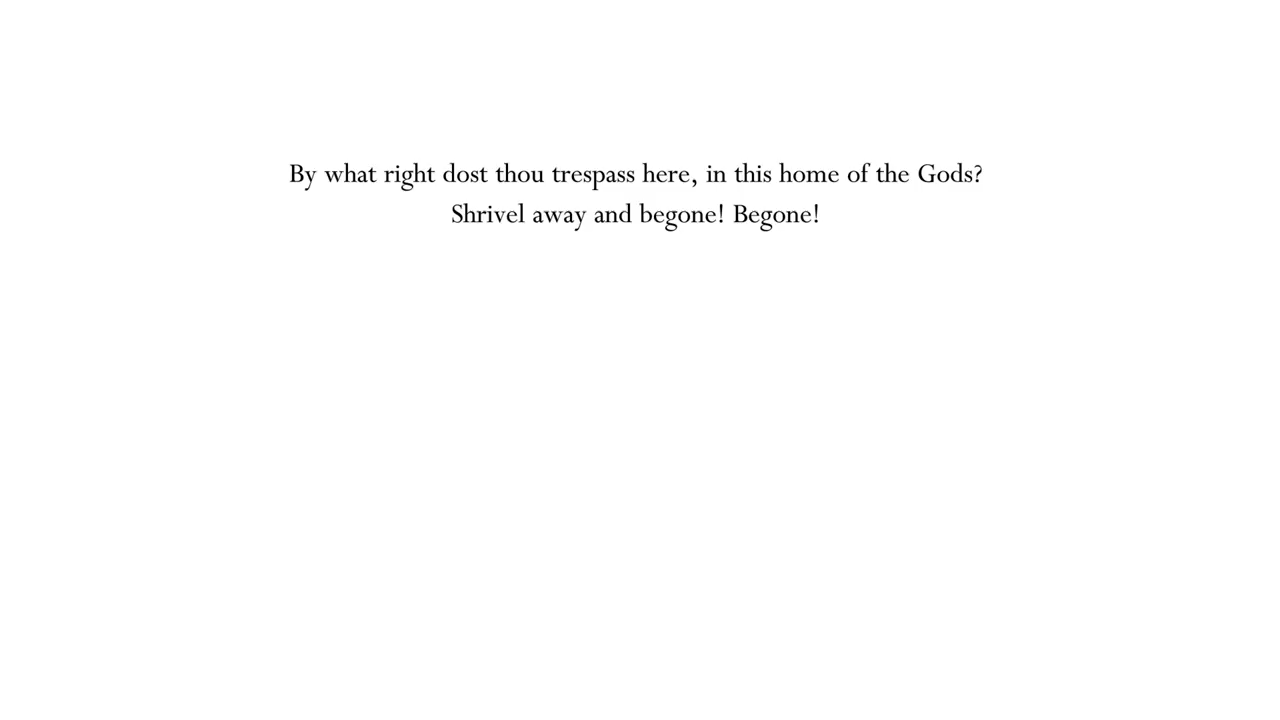 By what right dost thou trespass here, in this home of the Gods?
Shrivel away and begone! Begone!